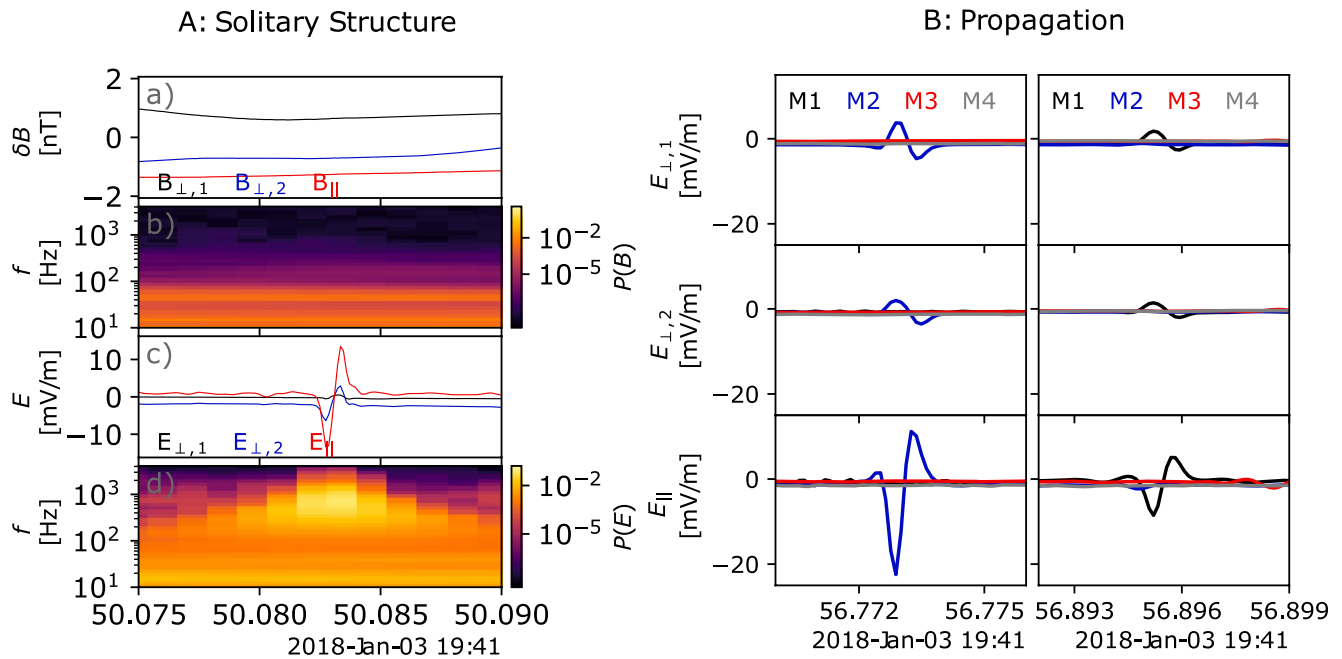 A: Solitary Structure
a)
2
0
−2
δB
[nT]
B⊥,1 B⊥,2 B||
b)
10³
10²
10¹
f
[Hz]
10⁻²
10⁻⁵
P(B)
c)
10
0
−10
E
[mV/m]
E⊥,1 E⊥,2 E||
d)
10³
10²
10¹
f
[Hz]
10⁻²
10⁻⁵
P(E)
50.075 50.080 50.085 50.090
2018-Jan-03 19:41
B: Propagation
M1 M2 M3 M4
M1 M2 M3 M4
E⊥,1
[mV/m]
0
−20
E⊥,2
[mV/m]
0
−20
E||
[mV/m]
0
−20
56.772 56.775
2018-Jan-03 19:41
56.893 56.896 56.899
2018-Jan-03 19:41